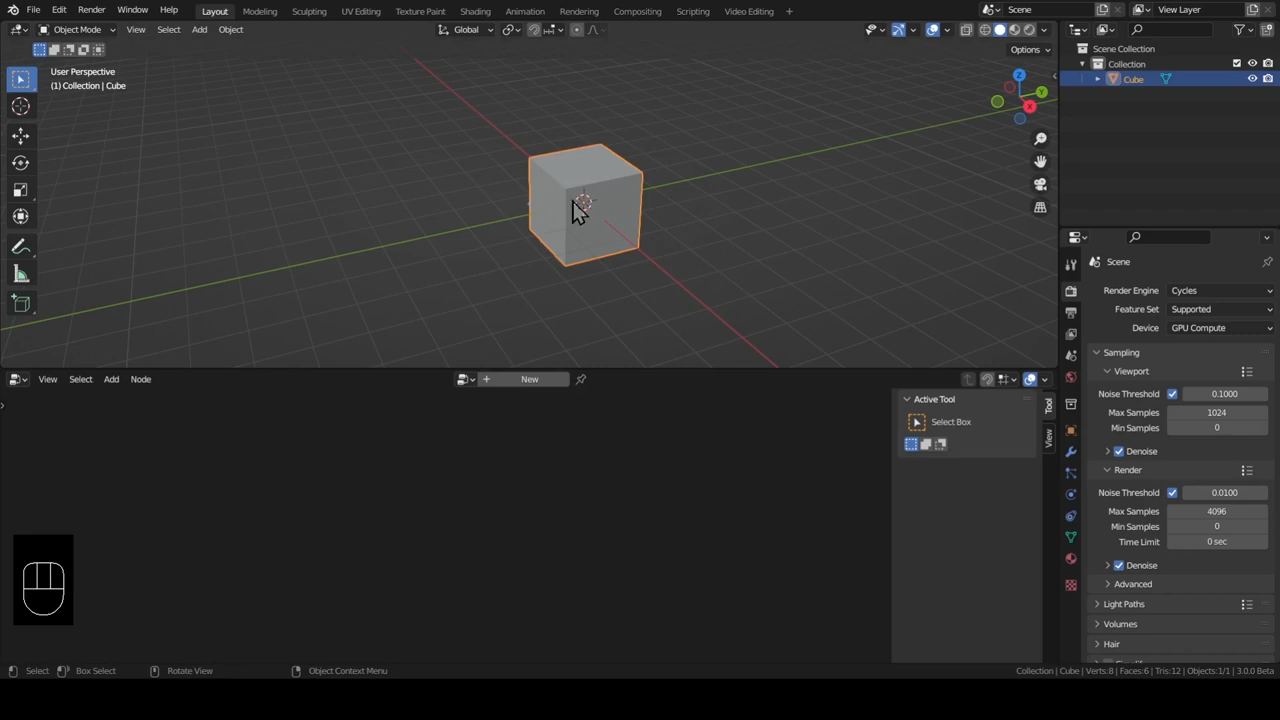 File Edit Render Window Help Layout Modeling Sculpting UV Editing Texture Paint Shading Animation Rendering Compositing Scripting Video Editing + Scene View Layer
Object Mode View Select Add Object Global
Options
User Perspective
(1) Collection | Cube
Z
Y
X
Scene Collection
Collection
Cube
Scene
Render Engine Cycles
Feature Set Supported
Device GPU Compute
Sampling
Viewport
Noise Threshold 0.1000
Max Samples 1024
Min Samples 0
Denoise
Render
Noise Threshold 0.0100
Max Samples 4096
Min Samples 0
Time Limit 0 sec
Denoise
Advanced
Light Paths
Volumes
Hair
View Select Add Node + New
Active Tool
Select Box
Tool
View
Select Box Select Rotate View Object Context Menu
Collection | Cube | Verts:8 | Faces:6 | Tris:12 | Objects:1/1 | 3.0.0 Beta